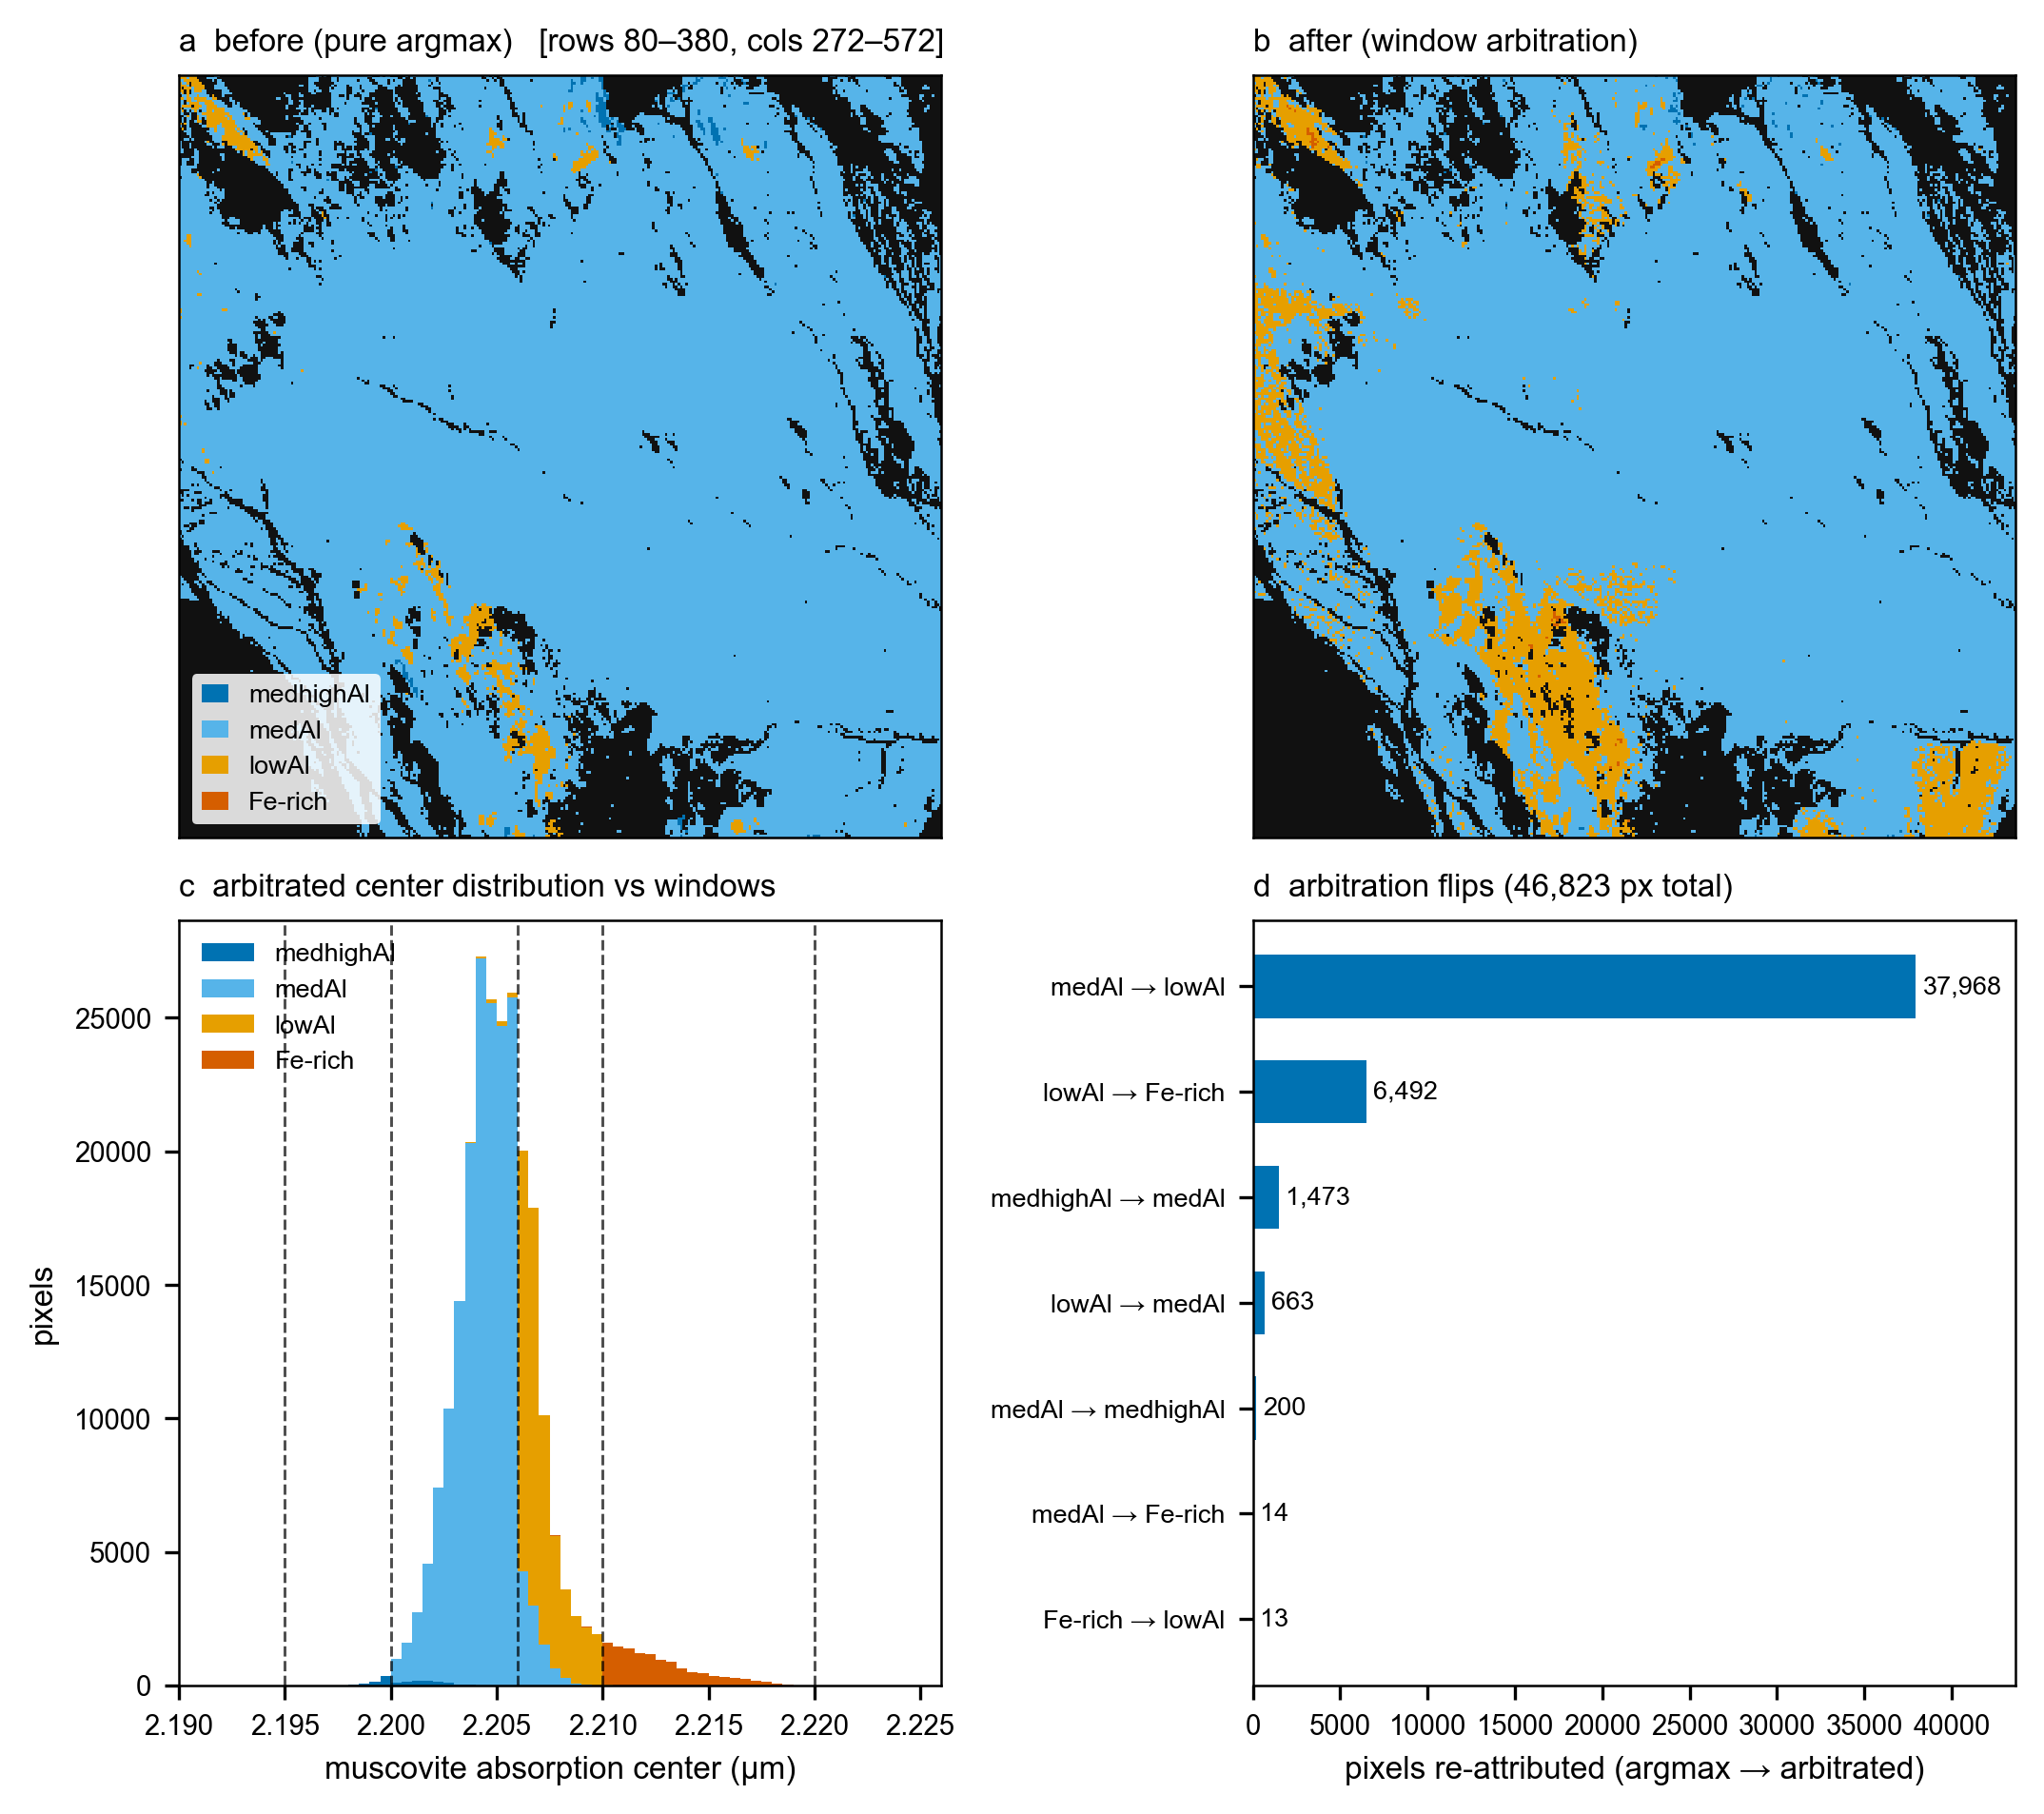 a  before (pure argmax)   [rows 80–380, cols 272–572]
b  after (window arbitration)
medhighAl
medAl
lowAl
Fe-rich
c  arbitrated center distribution vs windows
d  arbitration flips (46,823 px total)
medhighAl
medAl
lowAl
Fe-rich
pixels
25000
20000
15000
10000
5000
0
2.190 2.195 2.200 2.205 2.210 2.215 2.220 2.225
muscovite absorption center (μm)
medAl → lowAl 37,968
lowAl → Fe-rich 6,492
medhighAl → medAl 1,473
lowAl → medAl 663
medAl → medhighAl 200
medAl → Fe-rich 14
Fe-rich → lowAl 13
0 5000 10000 15000 20000 25000 30000 35000 40000
pixels re-attributed (argmax → arbitrated)